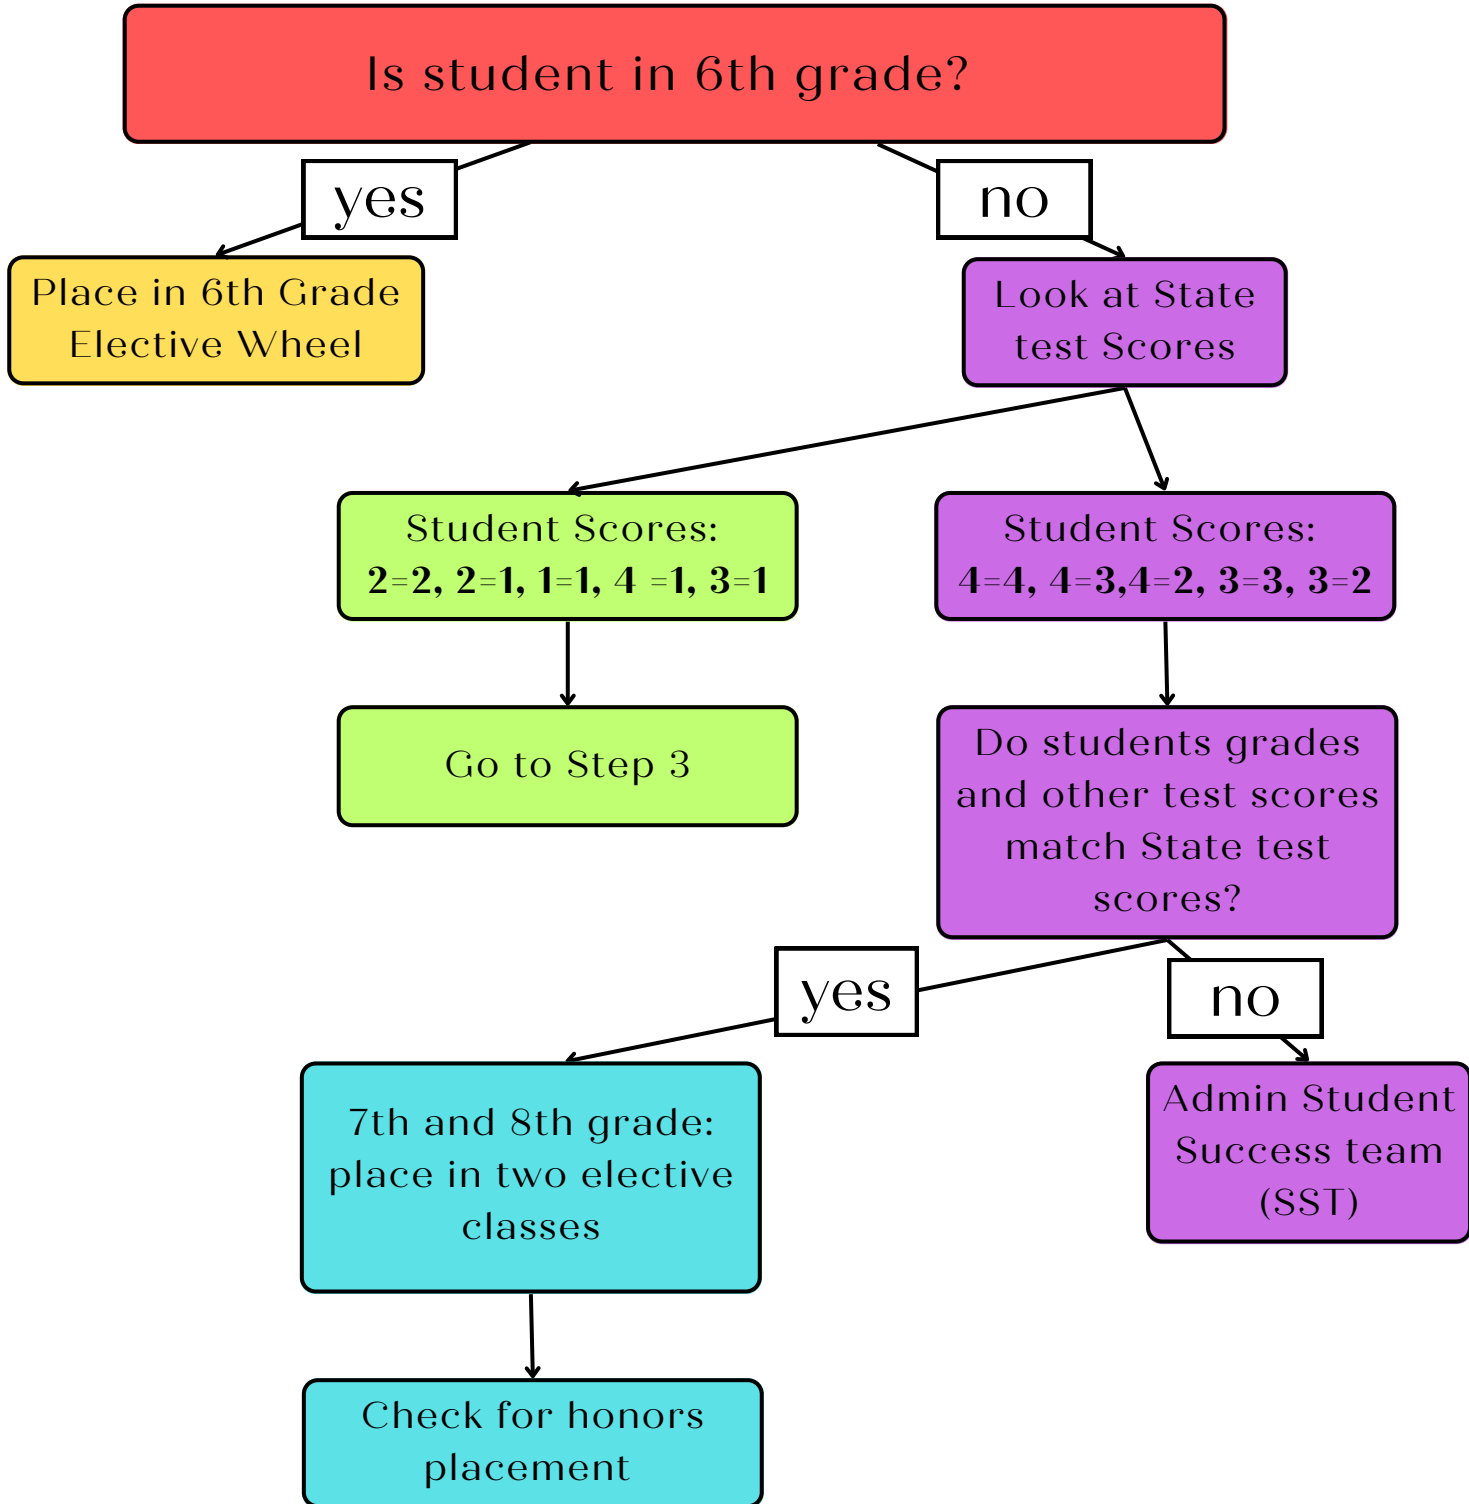 Is student in 6th grade?
yes
no
Place in 6th Grade
Elective Wheel
Look at State
test Scores
Student Scores:
2=2, 2=1, 1=1, 4 =1, 3=1
Student Scores:
4=4, 4=3,4=2, 3=3, 3=2
Go to Step 3
Do students grades
and other test scores
match State test
scores?
yes
no
7th and 8th grade:
place in two elective
classes
Admin Student
Success team
(SST)
Check for honors
placement